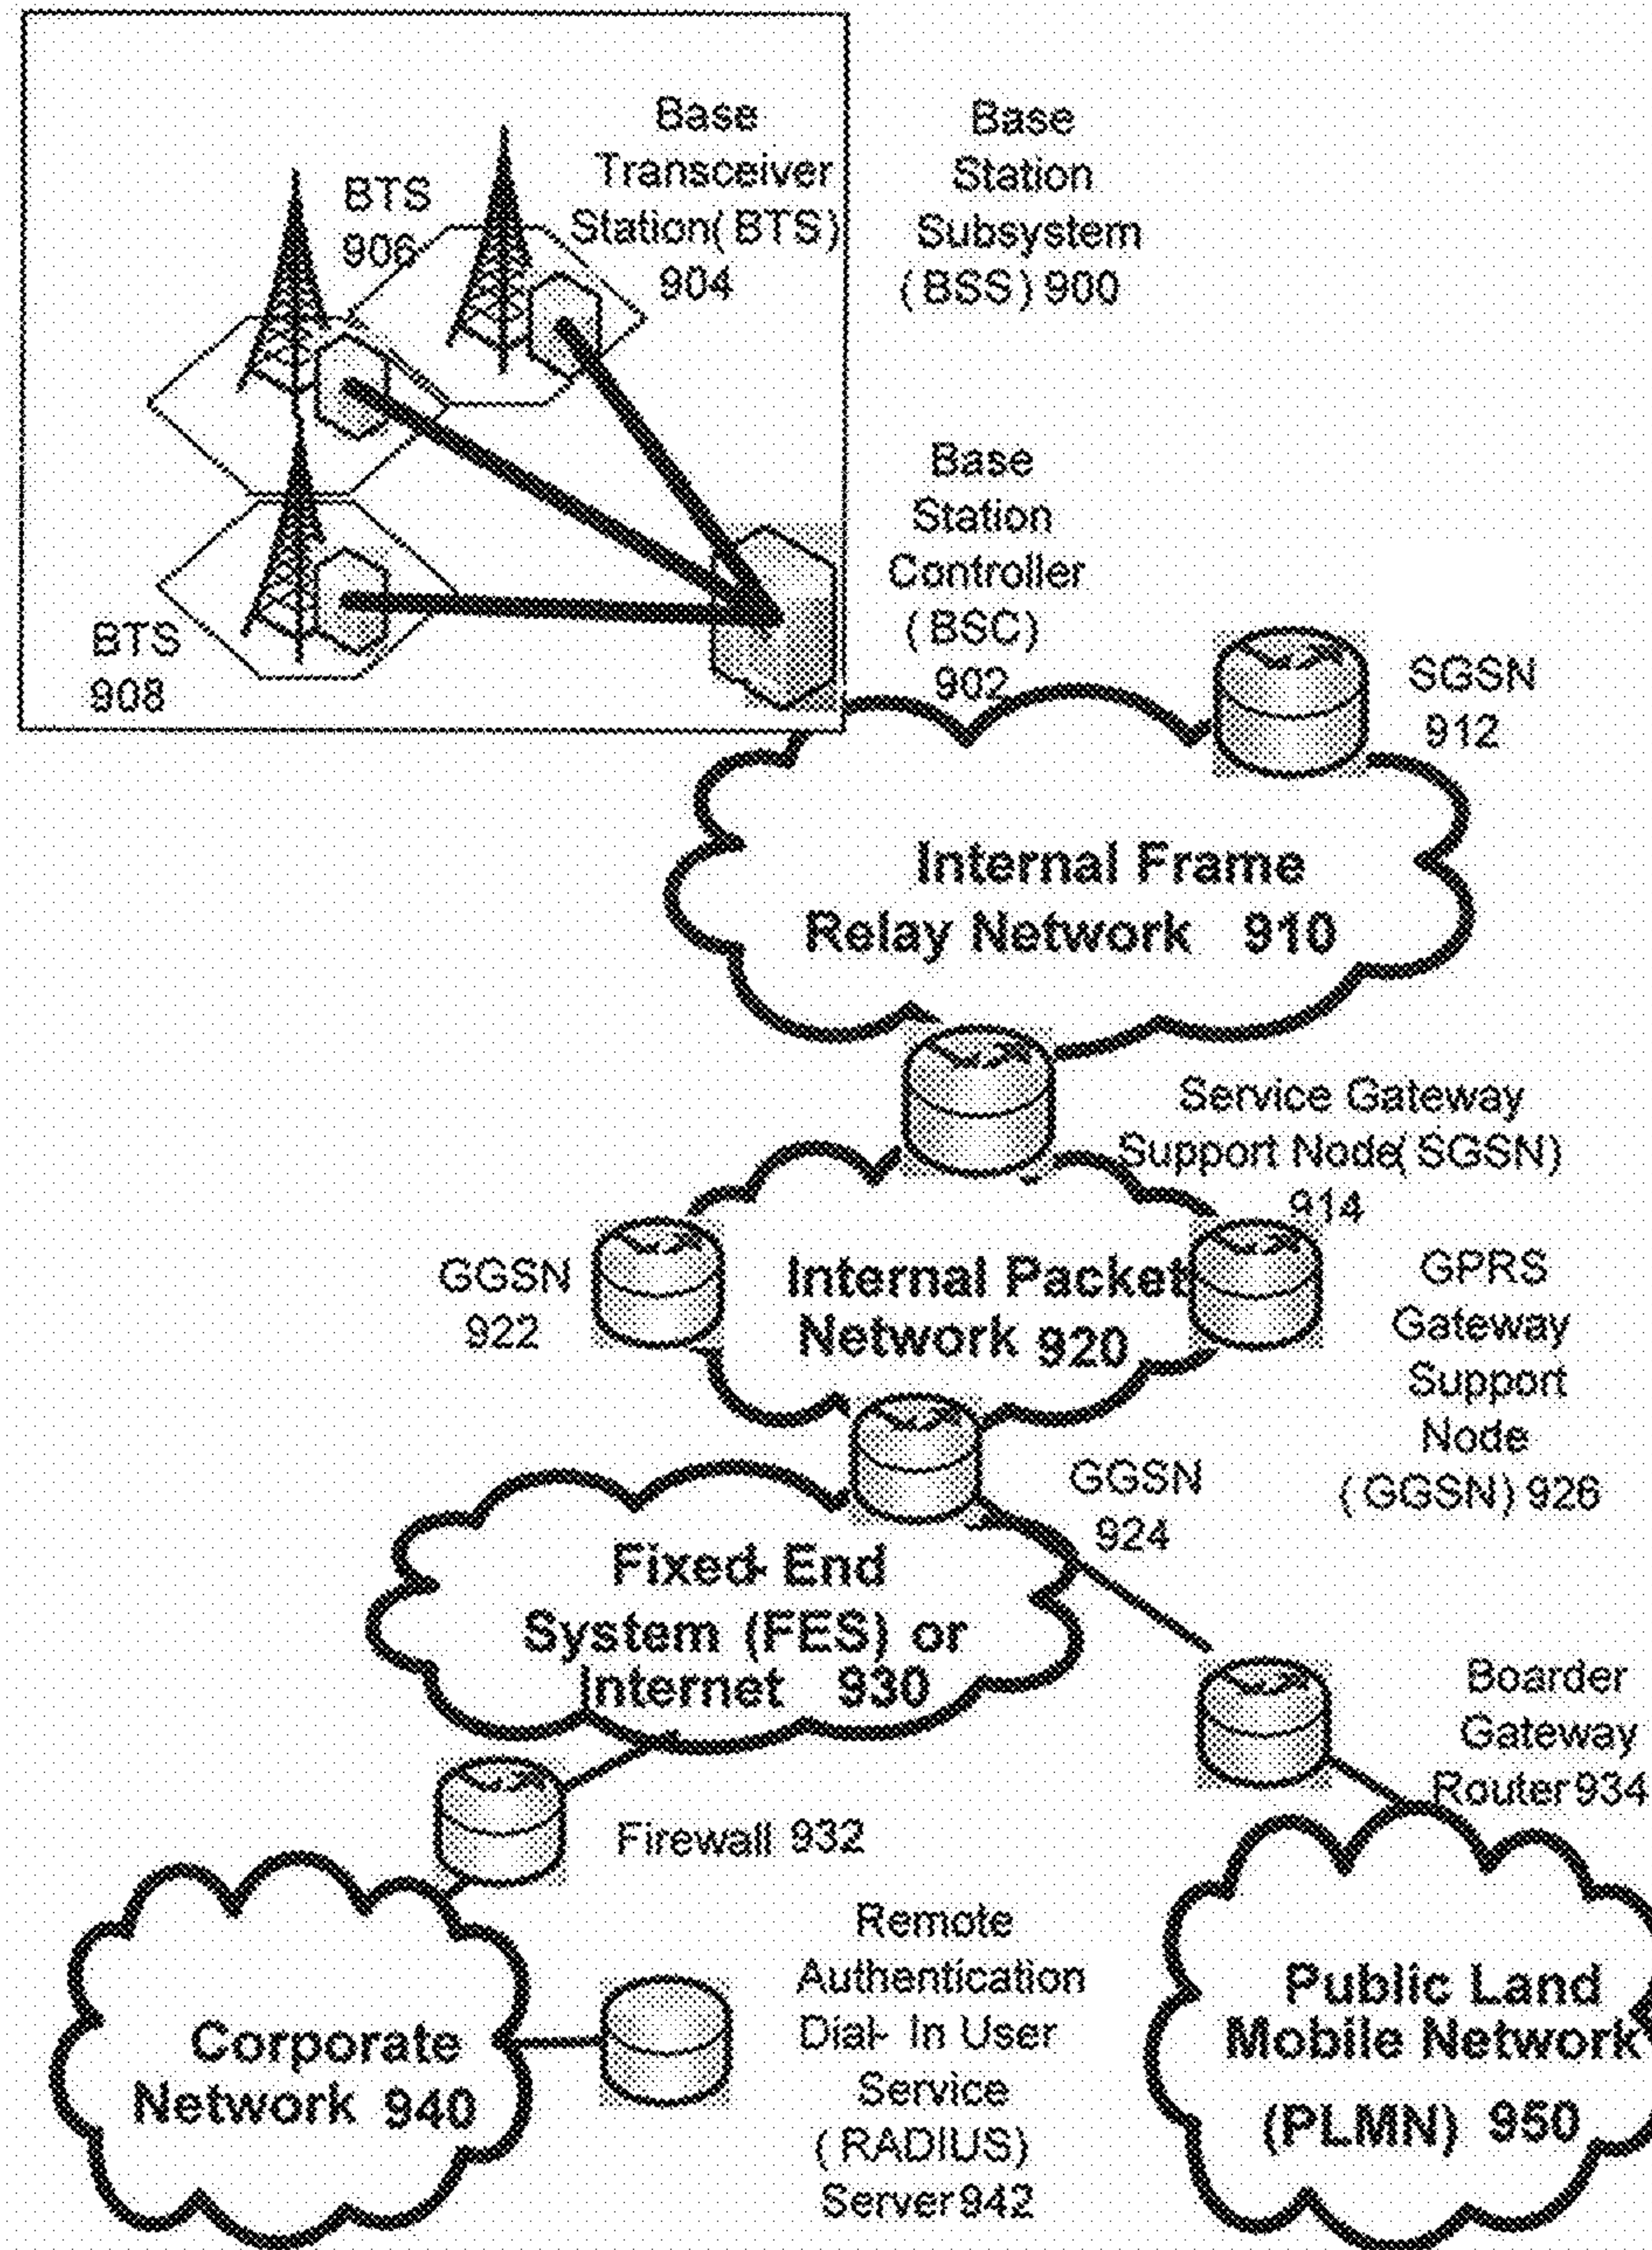 Base
Transceiver
Station( BTS)
904
BTS
906
Base
Station
Subsystem
( BSS) 900
Base
Station
Controller
( BSC)
902
BTS
908
SGSN
912
Internal Frame
Relay Network 910
Service Gateway
Support Node( SGSN)
914
GGSN
922
Internal Packet
Network 920
GPRS
Gateway
Support
Node
( GGSN) 926
GGSN
924
Fixed- End
System (FES) or
Internet 930
Boarder
Gateway
Router 934
Firewall 932
Remote
Authentication
Dial- In User
Service
( RADIUS)
Server 942
Corporate
Network 940
Public Land
Mobile Network
(PLMN) 950